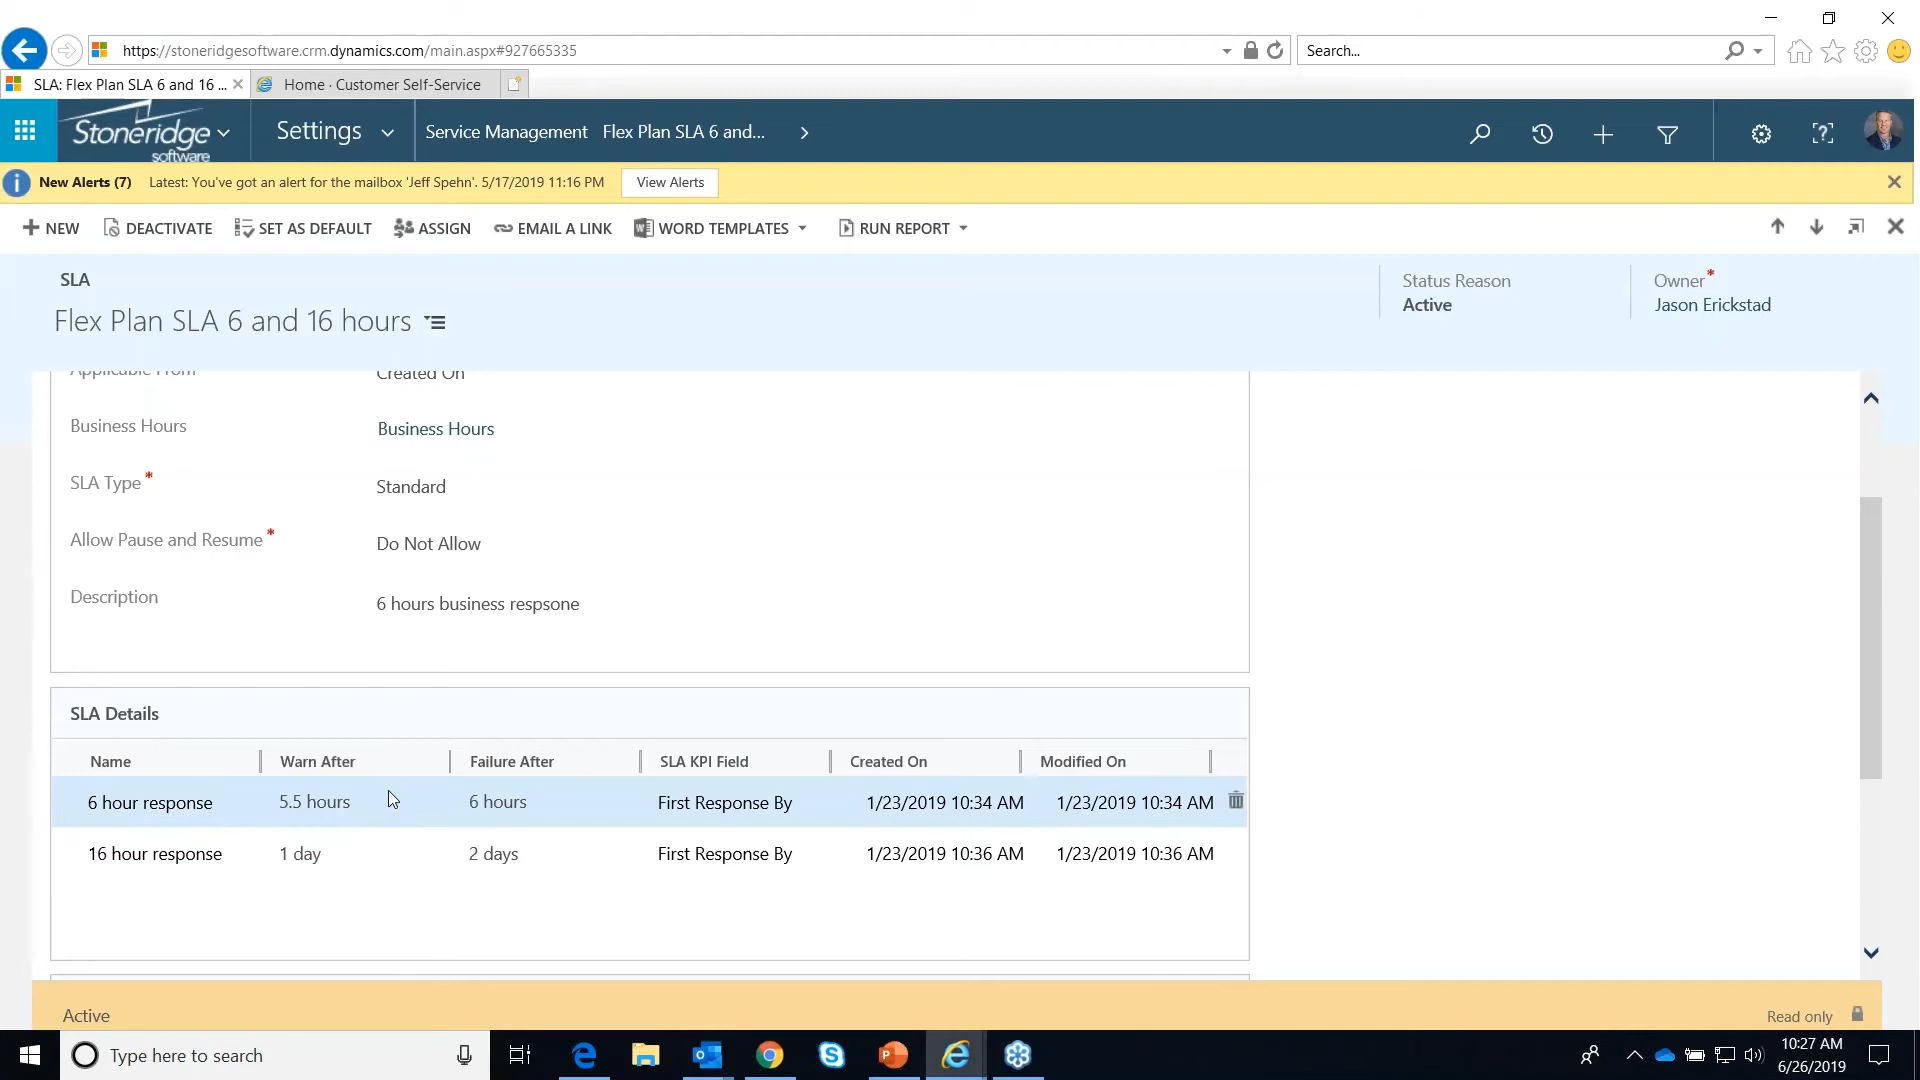 https://stoneridgesoftware.crm.dynamics.com/main.aspx#927665335
Search...
SLA: Flex Plan SLA 6 and 16 ...
Home · Customer Self-Service
Stoneridge software
Settings
Service Management
Flex Plan SLA 6 and...
New Alerts (7) Latest: You've got an alert for the mailbox 'Jeff Spehn'. 5/17/2019 11:16 PM
View Alerts
NEW
DEACTIVATE
SET AS DEFAULT
ASSIGN
EMAIL A LINK
WORD TEMPLATES
RUN REPORT
SLA
Flex Plan SLA 6 and 16 hours
Status Reason
Active
Owner*
Jason Erickstad
Applicable From Created On
Business Hours Business Hours
SLA Type* Standard
Allow Pause and Resume* Do Not Allow
Description 6 hours business respsone
SLA Details
Name Warn After Failure After SLA KPI Field Created On Modified On
6 hour response 5.5 hours 6 hours First Response By 1/23/2019 10:34 AM 1/23/2019 10:34 AM
16 hour response 1 day 2 days First Response By 1/23/2019 10:36 AM 1/23/2019 10:36 AM
Active
Read only
Type here to search
10:27 AM
6/26/2019